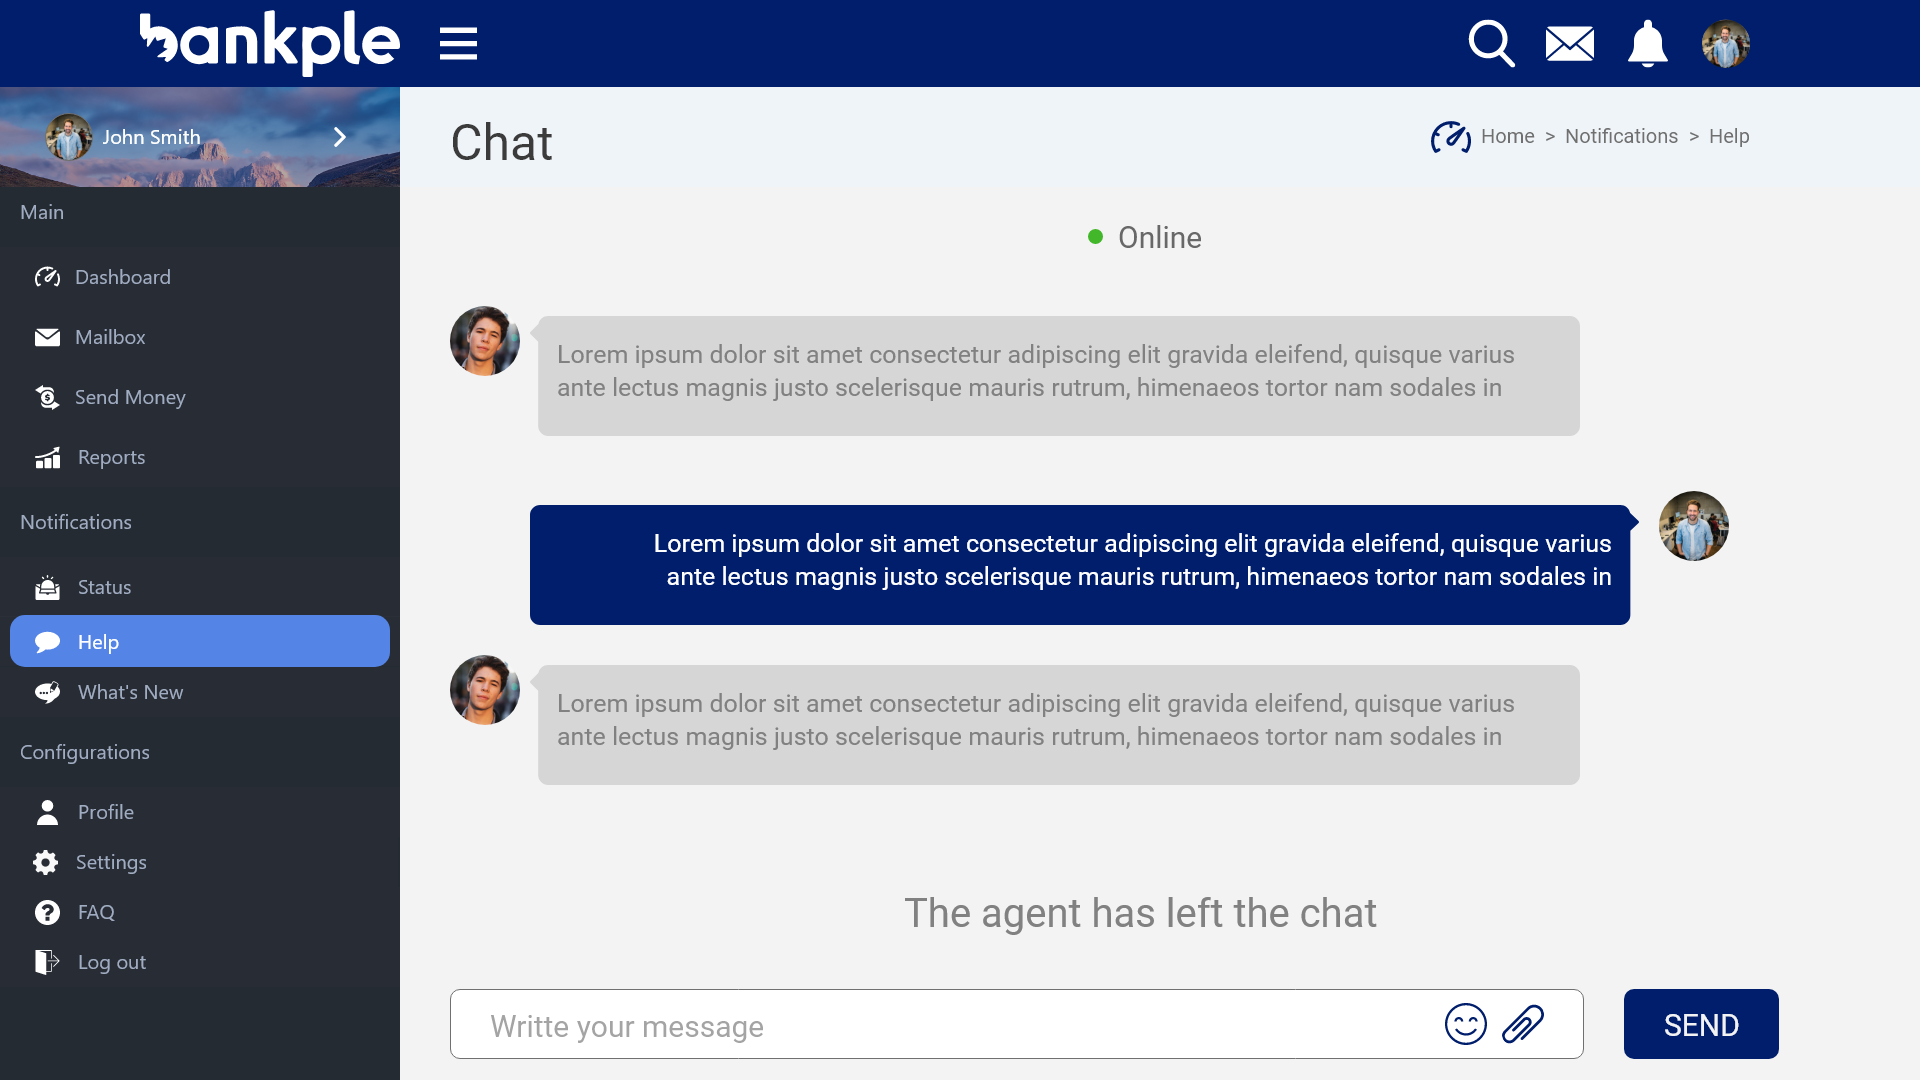 bankple
John Smith
Main
Dashboard
Mailbox
Send Money
Reports
Notifications
Status
Help
What's New
Configurations
Profile
Settings
FAQ
Log out
Chat
Home > Notifications > Help
Online
Lorem ipsum dolor sit amet consectetur adipiscing elit gravida eleifend, quisque varius
ante lectus magnis justo scelerisque mauris rutrum, himenaeos tortor nam sodales in
Lorem ipsum dolor sit amet consectetur adipiscing elit gravida eleifend, quisque varius
ante lectus magnis justo scelerisque mauris rutrum, himenaeos tortor nam sodales in
Lorem ipsum dolor sit amet consectetur adipiscing elit gravida eleifend, quisque varius
ante lectus magnis justo scelerisque mauris rutrum, himenaeos tortor nam sodales in
The agent has left the chat
Writte your message
SEND